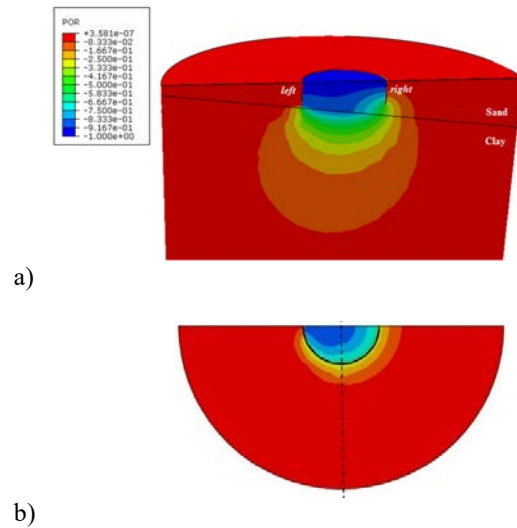 POR
+3.581e-07
-8.333e-02
-1.667e-01
-2.500e-01
-3.333e-01
-4.167e-01
-5.000e-01
-5.833e-01
-6.667e-01
-7.500e-01
-8.333e-01
-9.167e-01
-1.000e+00
left right
Sand
Clay
a)
b)